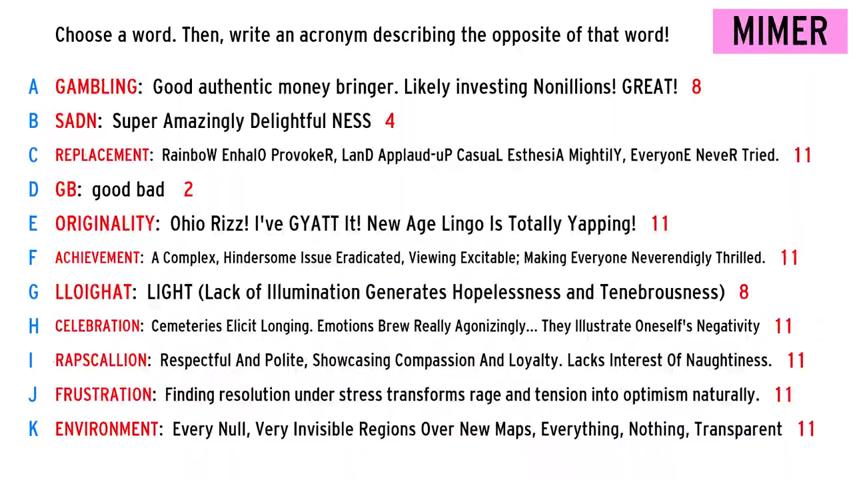 Choose a word. Then, write an acronym describing the opposite of that word!
MIMER
A GAMBLING: Good authentic money bringer. Likely investing Nonillions! GREAT! 8
B SADN: Super Amazingly Delightful NESS 4
C REPLACEMENT: RainboW EnhalO ProvokeR, LanD Applaud-uP CasuaL EsthesiA MightilY, EveryonE NeveR Tried. 11
D GB: good bad 2
E ORIGINALITY: Ohio Rizz! I've GYATT It! New Age Lingo Is Totally Yapping! 11
F ACHIEVEMENT: A Complex, Hindersome Issue Eradicated, Viewing Excitable; Making Everyone Neverendigly Thrilled. 11
G LLOIGHAT: LIGHT (Lack of Illumination Generates Hopelessness and Tenebrousness) 8
H CELEBRATION: Cemeteries Elicit Longing. Emotions Brew Really Agonizingly... They Illustrate Oneself's Negativity 11
I RAPSCALLION: Respectful And Polite, Showcasing Compassion And Loyalty. Lacks Interest Of Naughtiness. 11
J FRUSTRATION: Finding resolution under stress transforms rage and tension into optimism naturally. 11
K ENVIRONMENT: Every Null, Very Invisible Regions Over New Maps, Everything, Nothing, Transparent 11